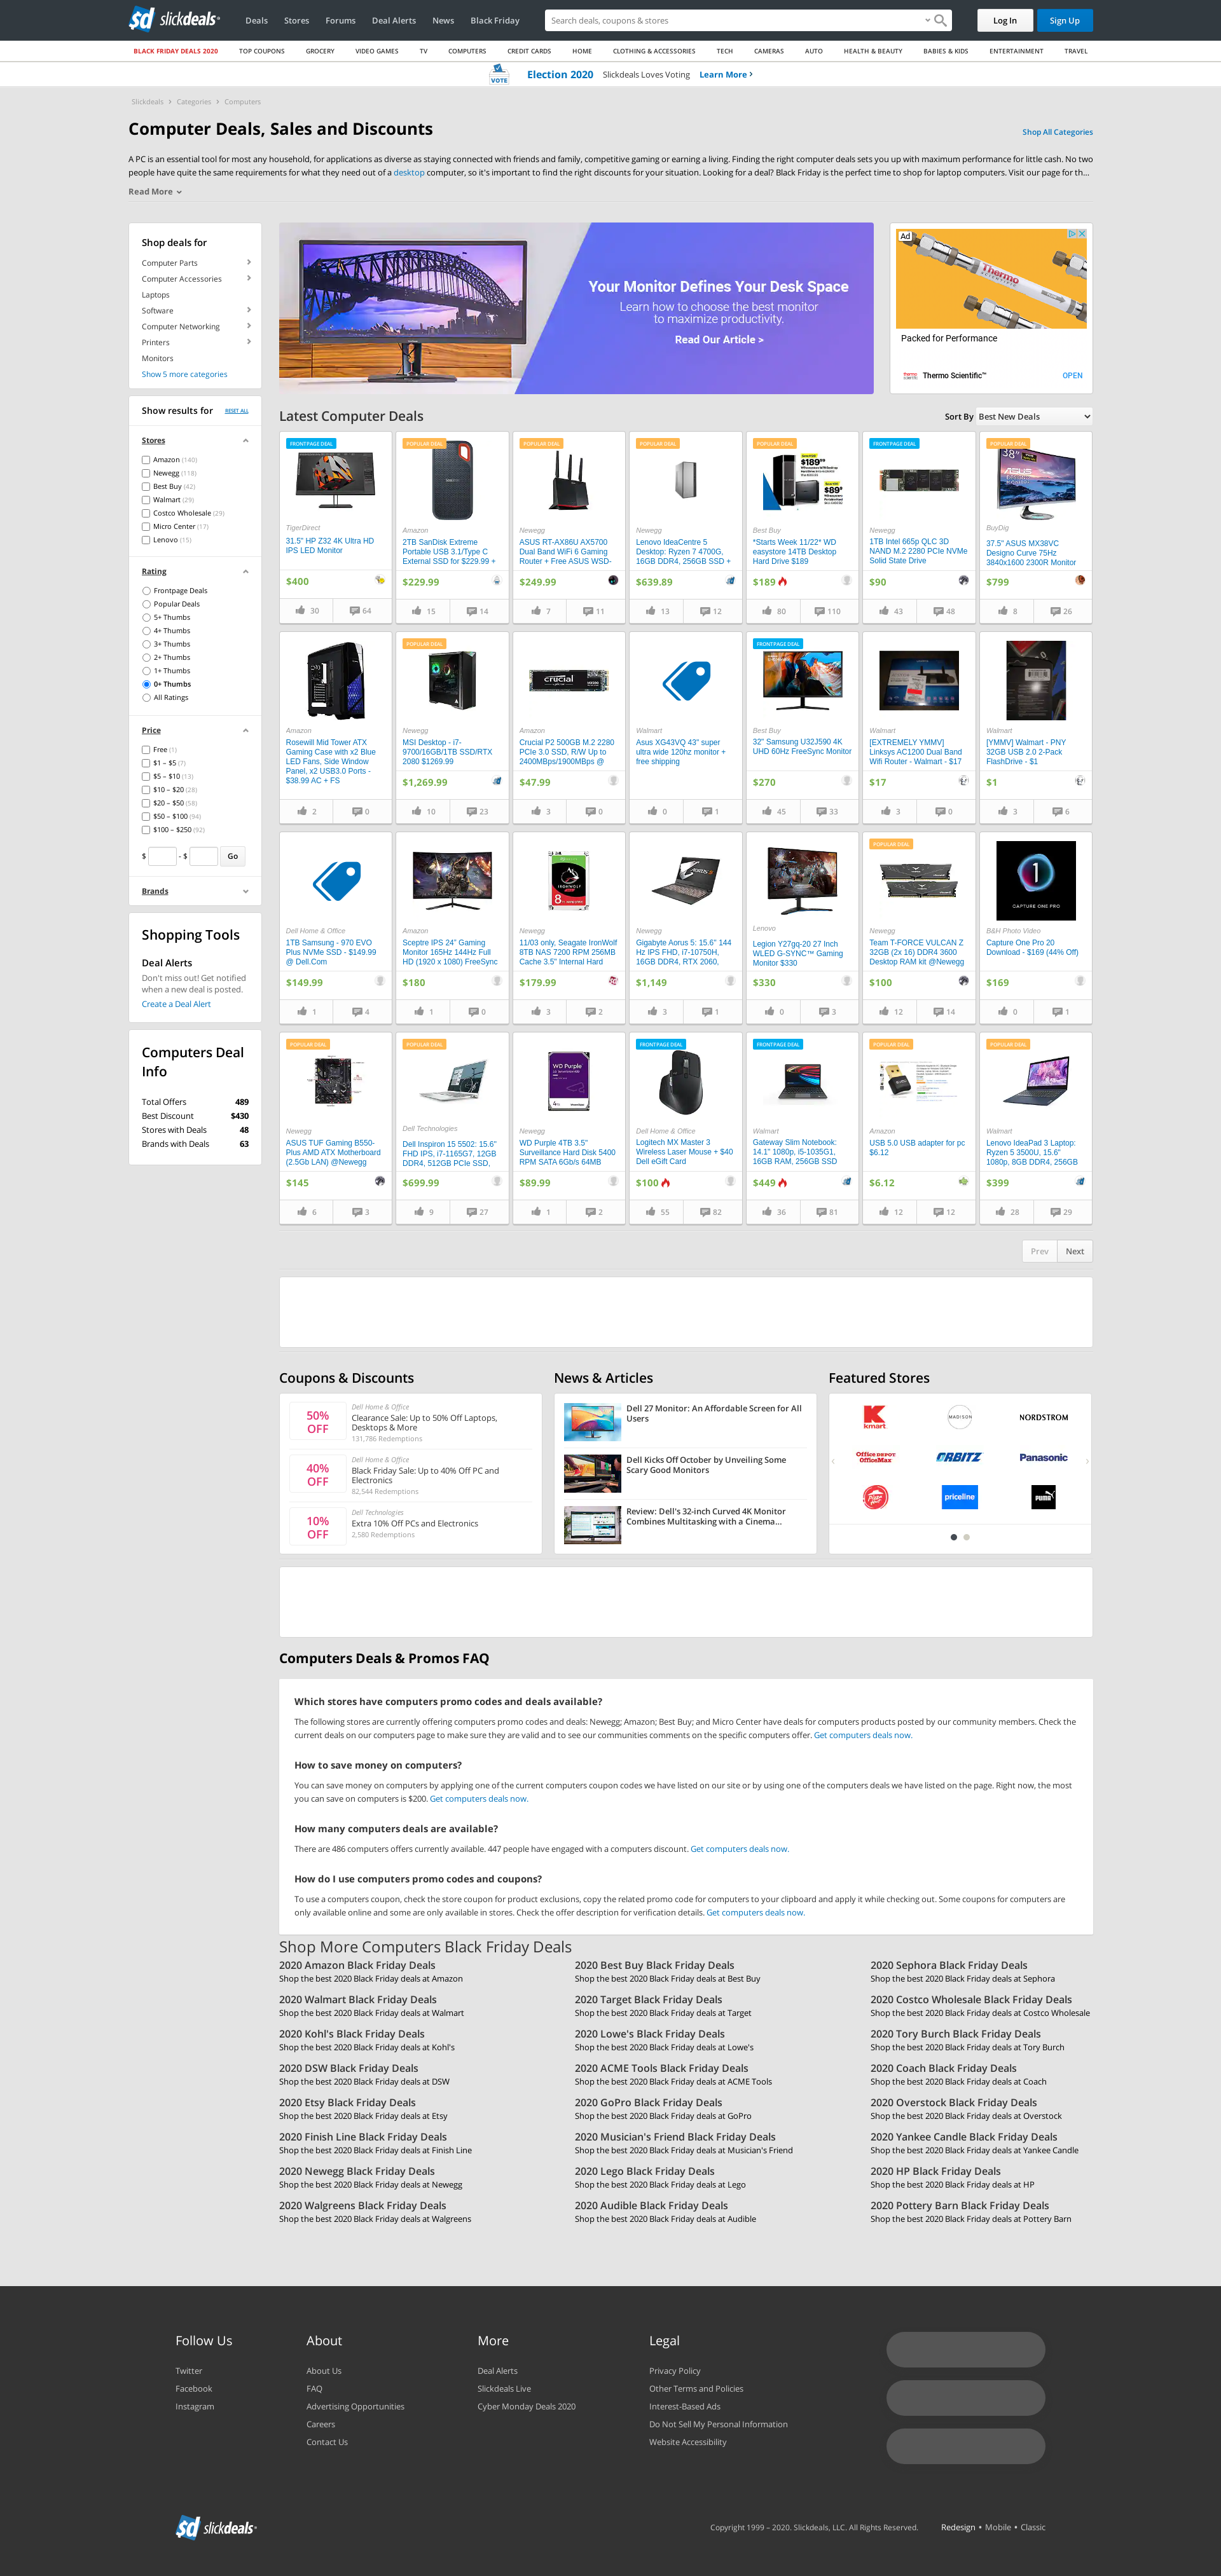 slickdeals
Deals
Stores
Forums
Deal Alerts
News
Black Friday
Search deals, coupons & stores
Log In
Sign Up
BLACK FRIDAY DEALS 2020
TOP COUPONS
GROCERY
VIDEO GAMES
TV
COMPUTERS
CREDIT CARDS
HOME
CLOTHING & ACCESSORIES
TECH
CAMERAS
AUTO
HEALTH & BEAUTY
BABIES & KIDS
ENTERTAINMENT
TRAVEL
VOTE
Election 2020 Slickdeals Loves Voting Learn More ›
Slickdeals › Categories › Computers
Computer Deals, Sales and Discounts
Shop All Categories
A PC is an essential tool for most any household, for applications as diverse as staying connected with friends and family, competitive gaming or earning a living. Finding the right computer deals sets you up with maximum performance for little cash. No two
people have quite the same requirements for what they need out of a desktop computer, so it's important to find the right discounts for your situation. Looking for a deal? Black Friday is the perfect time to shop for laptop computers. Visit our page for th...
Read More
Shop deals for
Computer Parts
Computer Accessories
Laptops
Software
Computer Networking
Printers
Monitors
Show 5 more categories
Show results for
RESET ALL
Stores
Amazon (140)
Newegg (118)
Best Buy (42)
Walmart (29)
Costco Wholesale (29)
Micro Center (17)
Lenovo (15)
Rating
Frontpage Deals
Popular Deals
5+ Thumbs
4+ Thumbs
3+ Thumbs
2+ Thumbs
1+ Thumbs
0+ Thumbs
All Ratings
Price
Free (1)
$1 – $5 (7)
$5 – $10 (13)
$10 – $20 (28)
$20 – $50 (58)
$50 – $100 (94)
$100 – $250 (92)
$ - $ Go
Brands
Shopping Tools
Deal Alerts
Don't miss out! Get notified
when a new deal is posted.
Create a Deal Alert
Computers Deal
Info
Total Offers 489
Best Discount $430
Stores with Deals 48
Brands with Deals 63
Your Monitor Defines Your Desk Space
Learn how to choose the best monitor
to maximize productivity.
Read Our Article >
Ad
Thermo
Packed for Performance
Thermo Scientific™
OPEN
Latest Computer Deals
Sort By Best New Deals
FRONTPAGE DEAL
TigerDirect
31.5" HP Z32 4K Ultra HD
IPS LED Monitor
$400
30 64
POPULAR DEAL
Amazon
2TB SanDisk Extreme
Portable USB 3.1/Type C
External SSD for $229.99 +
$229.99
15 14
POPULAR DEAL
Newegg
ASUS RT-AX86U AX5700
Dual Band WiFi 6 Gaming
Router + Free ASUS WSD-
$249.99
7 11
POPULAR DEAL
Newegg
Lenovo IdeaCentre 5
Desktop: Ryzen 7 4700G,
16GB DDR4, 256GB SSD +
$639.89
13 12
POPULAR DEAL
$189
$89
Best Buy
*Starts Week 11/22* WD
easystore 14TB Desktop
Hard Drive $189
$189
80 110
FRONTPAGE DEAL
Newegg
1TB Intel 665p QLC 3D
NAND M.2 2280 PCIe NVMe
Solid State Drive
$90
43 48
POPULAR DEAL
38"
ASUS
BuyDig
37.5" ASUS MX38VC
Designo Curve 75Hz
3840x1600 2300R Monitor
$799
8 26
Amazon
Rosewill Mid Tower ATX
Gaming Case with x2 Blue
LED Fans, Side Window
Panel, x2 USB3.0 Ports -
$38.99 AC + FS
2 0
POPULAR DEAL
Newegg
MSI Desktop - i7-
9700/16GB/1TB SSD/RTX
2080 $1269.99
$1,269.99
10 23
crucial
Amazon
Crucial P2 500GB M.2 2280
PCIe 3.0 SSD, R/W Up to
2400MBps/1900MBps @
$47.99
3 0
Walmart
Asus XG43VQ 43" super
ultra wide 120hz monitor +
free shipping
0 1
FRONTPAGE DEAL
Best Buy
32" Samsung U32J590 4K
UHD 60Hz FreeSync Monitor
$270
45 33
Walmart
[EXTREMELY YMMV]
Linksys AC1200 Dual Band
Wifi Router - Walmart - $17
$17
3 0
Walmart
[YMMV] Walmart - PNY
32GB USB 2.0 2-Pack
FlashDrive - $1
$1
3 6
Dell Home & Office
1TB Samsung - 970 EVO
Plus NVMe SSD - $149.99
@ Dell.Com
$149.99
1 4
Amazon
Sceptre IPS 24" Gaming
Monitor 165Hz 144Hz Full
HD (1920 x 1080) FreeSync
$180
1 0
8
Newegg
11/03 only, Seagate IronWolf
8TB NAS 7200 RPM 256MB
Cache 3.5" Internal Hard
$179.99
3 2
Newegg
Gigabyte Aorus 5: 15.6" 144
Hz IPS FHD, i7-10750H,
16GB DDR4, RTX 2060,
$1,149
3 1
Lenovo
Legion Y27gq-20 27 Inch
WLED G-SYNC™ Gaming
Monitor $330
$330
0 3
POPULAR DEAL
Newegg
Team T-FORCE VULCAN Z
32GB (2x 16) DDR4 3600
Desktop RAM kit @Newegg
$100
12 14
1
CAPTURE ONE PRO
B&H Photo Video
Capture One Pro 20
Download - $169 (44% Off)
$169
0 1
POPULAR DEAL
Newegg
ASUS TUF Gaming B550-
Plus AMD ATX Motherboard
(2.5Gb LAN) @Newegg
$145
6 3
POPULAR DEAL
Dell Technologies
Dell Inspiron 15 5502: 15.6"
FHD IPS, i7-1165G7, 12GB
DDR4, 512GB PCIe SSD,
$699.99
9 27
WD Purple
Newegg
WD Purple 4TB 3.5"
Surveillance Hard Disk 5400
RPM SATA 6Gb/s 64MB
$89.99
1 2
FRONTPAGE DEAL
Dell Home & Office
Logitech MX Master 3
Wireless Laser Mouse + $40
Dell eGift Card
$100
55 82
FRONTPAGE DEAL
Walmart
Gateway Slim Notebook:
14.1" 1080p, i5-1035G1,
16GB RAM, 256GB SSD
$449
36 81
POPULAR DEAL
Amazon
USB 5.0 USB adapter for pc
$6.12
$6.12
12 12
POPULAR DEAL
Walmart
Lenovo IdeaPad 3 Laptop:
Ryzen 5 3500U, 15.6"
1080p, 8GB DDR4, 256GB
$399
28 29
Prev Next
Coupons & Discounts
50% OFF
Dell Home & Office
Clearance Sale: Up to 50% Off Laptops,
Desktops & More
131,786 Redemptions
40% OFF
Dell Home & Office
Black Friday Sale: Up to 40% Off PC and
Electronics
82,544 Redemptions
10% OFF
Dell Technologies
Extra 10% Off PCs and Electronics
2,580 Redemptions
News & Articles
Dell 27 Monitor: An Affordable Screen for All
Users
Dell Kicks Off October by Unveiling Some
Scary Good Monitors
Review: Dell's 32-inch Curved 4K Monitor
Combines Multitasking with a Cinema...
Featured Stores
kmart
MADISON
NORDSTROM
Office DEPOT OfficeMax
ORBITZ
Panasonic
Pizza Hut
priceline
PUMA
Computers Deals & Promos FAQ
Which stores have computers promo codes and deals available?
The following stores are currently offering computers promo codes and deals: Newegg; Amazon; Best Buy; and Micro Center have deals for computers products posted by our community members. Check the
current deals on our computers page to make sure they are valid and to see our communities comments on the specific computers offer. Get computers deals now.
How to save money on computers?
You can save money on computers by applying one of the current computers coupon codes we have listed on our site or by using one of the computers deals we have listed on the page. Right now, the most
you can save on computers is $200. Get computers deals now.
How many computers deals are available?
There are 486 computers offers currently available. 447 people have engaged with a computers discount. Get computers deals now.
How do I use computers promo codes and coupons?
To use a computers coupon, check the store coupon for product exclusions, copy the related promo code for computers to your clipboard and apply it while checking out. Some coupons for computers are
only available online and some are only available in stores. Check the offer description for verification details. Get computers deals now.
Shop More Computers Black Friday Deals
2020 Amazon Black Friday Deals
Shop the best 2020 Black Friday deals at Amazon
2020 Best Buy Black Friday Deals
Shop the best 2020 Black Friday deals at Best Buy
2020 Sephora Black Friday Deals
Shop the best 2020 Black Friday deals at Sephora
2020 Walmart Black Friday Deals
Shop the best 2020 Black Friday deals at Walmart
2020 Target Black Friday Deals
Shop the best 2020 Black Friday deals at Target
2020 Costco Wholesale Black Friday Deals
Shop the best 2020 Black Friday deals at Costco Wholesale
2020 Kohl's Black Friday Deals
Shop the best 2020 Black Friday deals at Kohl's
2020 Lowe's Black Friday Deals
Shop the best 2020 Black Friday deals at Lowe's
2020 Tory Burch Black Friday Deals
Shop the best 2020 Black Friday deals at Tory Burch
2020 DSW Black Friday Deals
Shop the best 2020 Black Friday deals at DSW
2020 ACME Tools Black Friday Deals
Shop the best 2020 Black Friday deals at ACME Tools
2020 Coach Black Friday Deals
Shop the best 2020 Black Friday deals at Coach
2020 Etsy Black Friday Deals
Shop the best 2020 Black Friday deals at Etsy
2020 GoPro Black Friday Deals
Shop the best 2020 Black Friday deals at GoPro
2020 Overstock Black Friday Deals
Shop the best 2020 Black Friday deals at Overstock
2020 Finish Line Black Friday Deals
Shop the best 2020 Black Friday deals at Finish Line
2020 Musician's Friend Black Friday Deals
Shop the best 2020 Black Friday deals at Musician's Friend
2020 Yankee Candle Black Friday Deals
Shop the best 2020 Black Friday deals at Yankee Candle
2020 Newegg Black Friday Deals
Shop the best 2020 Black Friday deals at Newegg
2020 Lego Black Friday Deals
Shop the best 2020 Black Friday deals at Lego
2020 HP Black Friday Deals
Shop the best 2020 Black Friday deals at HP
2020 Walgreens Black Friday Deals
Shop the best 2020 Black Friday deals at Walgreens
2020 Audible Black Friday Deals
Shop the best 2020 Black Friday deals at Audible
2020 Pottery Barn Black Friday Deals
Shop the best 2020 Black Friday deals at Pottery Barn
Follow Us
Twitter
Facebook
Instagram
About
About Us
FAQ
Advertising Opportunities
Careers
Contact Us
More
Deal Alerts
Slickdeals Live
Cyber Monday Deals 2020
Legal
Privacy Policy
Other Terms and Policies
Interest-Based Ads
Do Not Sell My Personal Information
Website Accessibility
slickdeals
Copyright 1999 – 2020. Slickdeals, LLC. All Rights Reserved.
Redesign • Mobile • Classic